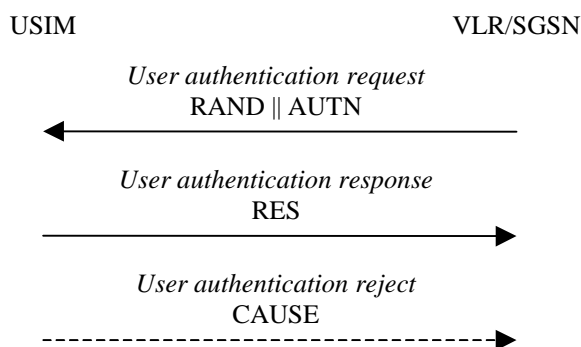 USIM VLR/SGSN
User authentication request
RAND || AUTN
User authentication response
RES
User authentication reject
CAUSE